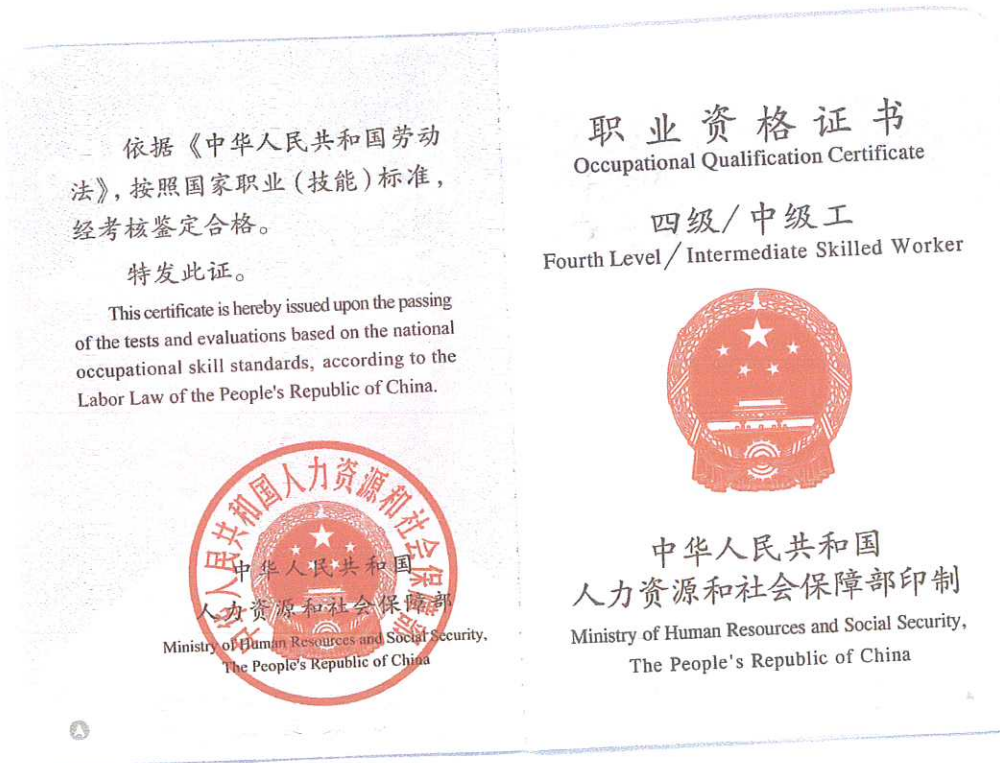 依据《中华人民共和国劳动
法》，按照国家职业（技能）标准，
经考核鉴定合格。
特发此证。
This certificate is hereby issued upon the passing
of the tests and evaluations based on the national
occupational skill standards, according to the
Labor Law of the People's Republic of China.
中华人民共和国人力资源和社会保障部
中华人民共和国
人力资源和社会保障部
Ministry of Human Resources and Social Security,
The People's Republic of China
A
职业资格证书
Occupational Qualification Certificate
四级/中级工
Fourth Level/Intermediate Skilled Worker
中华人民共和国
人力资源和社会保障部印制
Ministry of Human Resources and Social Security,
The People's Republic of China